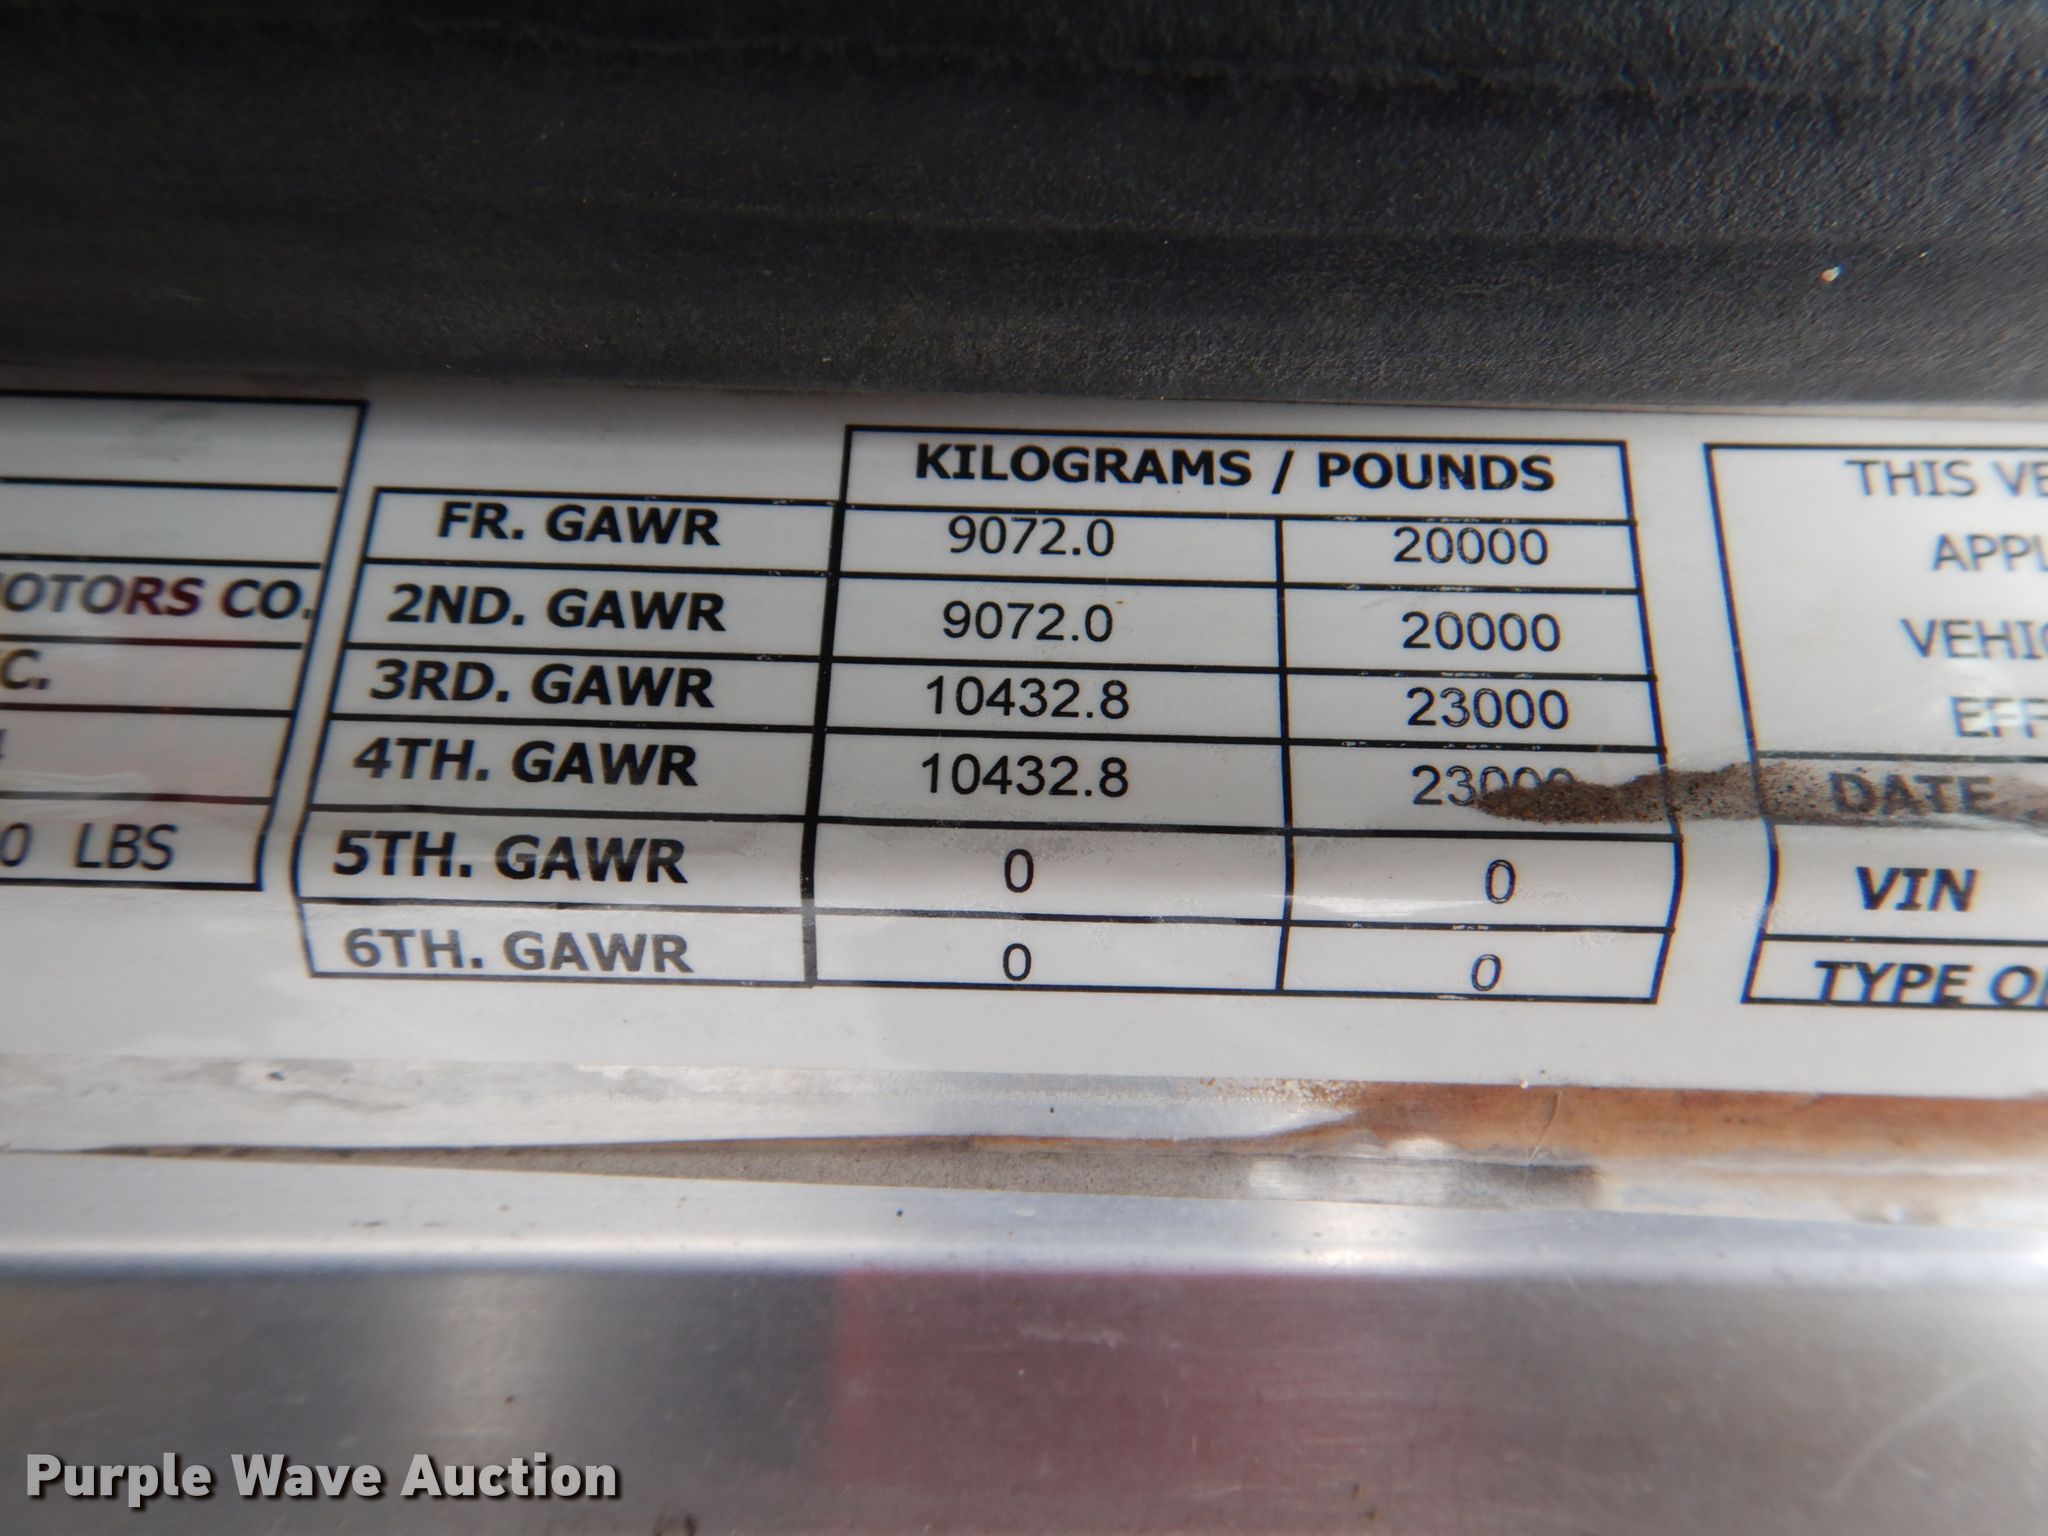 KILOGRAMS / POUNDS
FR. GAWR 9072.0 20000
2ND. GAWR 9072.0 20000
3RD. GAWR 10432.8 23000
4TH. GAWR 10432.8 23000
5TH. GAWR 0 0
6TH. GAWR 0 0
OTORS CO.
C.
0 LBS
THIS VE
APPL
VEHIC
EFF
DATE
VIN
TYPE O
Purple Wave Auction